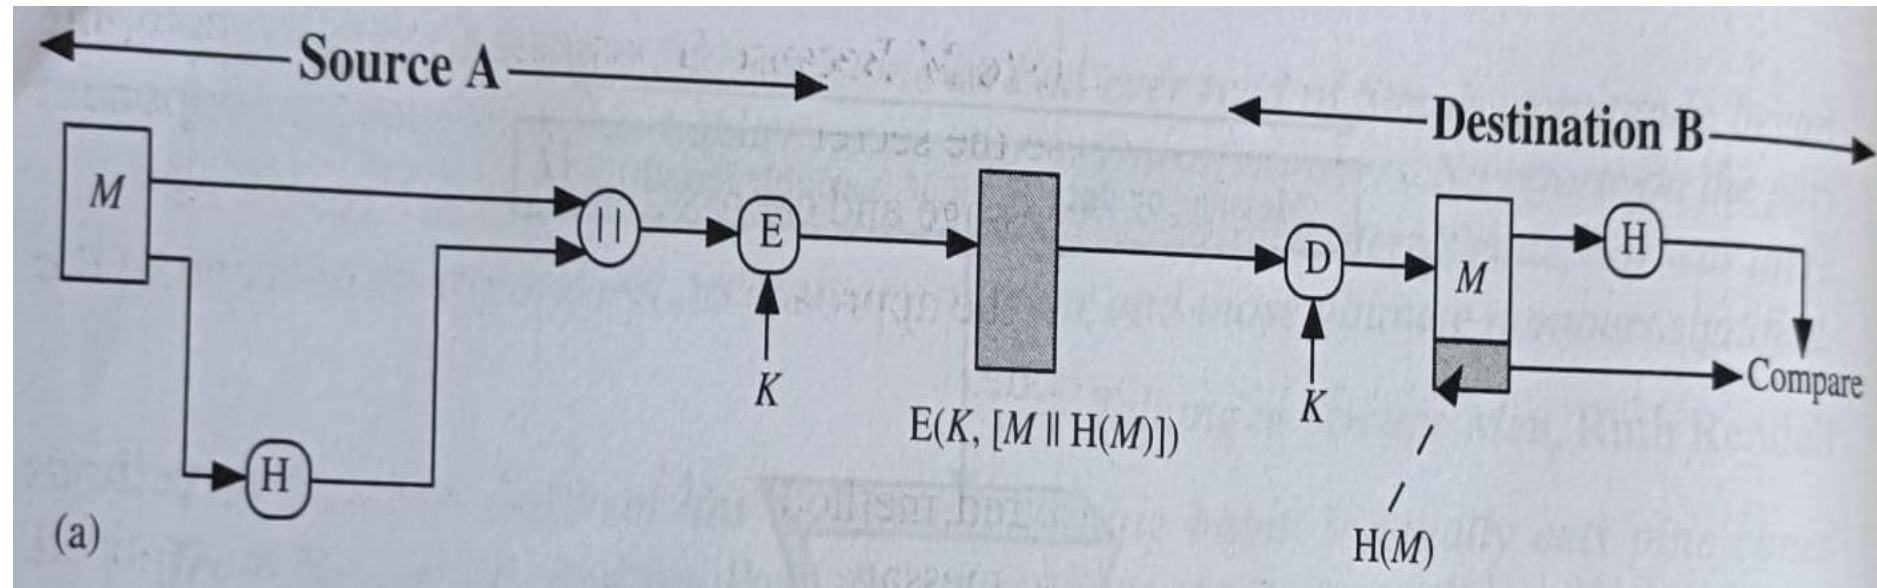 Source A
Destination B
M
||
E
D
M
H
K
K
Compare
E(K, [M || H(M)])
H
H(M)
(a)